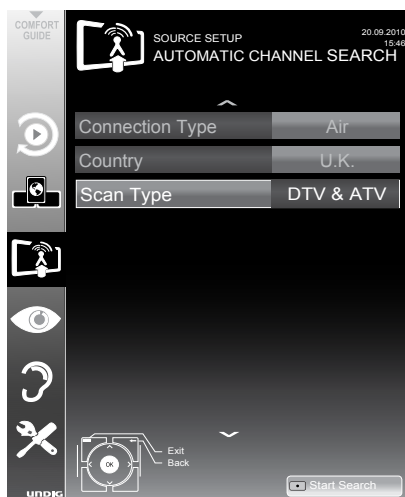 COMFORT
GUIDE
SOURCE SETUP
AUTOMATIC CHANNEL SEARCH
20.09.2010
15:46
Connection Type Air
Country U.K.
Scan Type DTV & ATV
OK
Exit
Back
Start Search
UNDIG